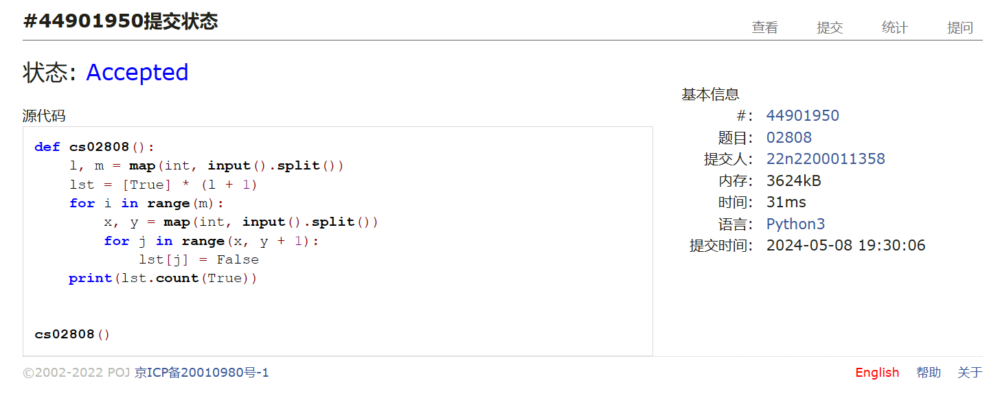 #44901950提交状态
查看 提交 统计 提问
状态: Accepted
源代码
def cs02808():
    l, m = map(int, input().split())
    lst = [True] * (l + 1)
    for i in range(m):
        x, y = map(int, input().split())
        for j in range(x, y + 1):
            lst[j] = False
    print(lst.count(True))
cs02808()
基本信息
#: 44901950
题目: 02808
提交人: 22n2200011358
内存: 3624kB
时间: 31ms
语言: Python3
提交时间: 2024-05-08 19:30:06
©2002-2022 POJ 京ICP备20010980号-1
English 帮助 关于